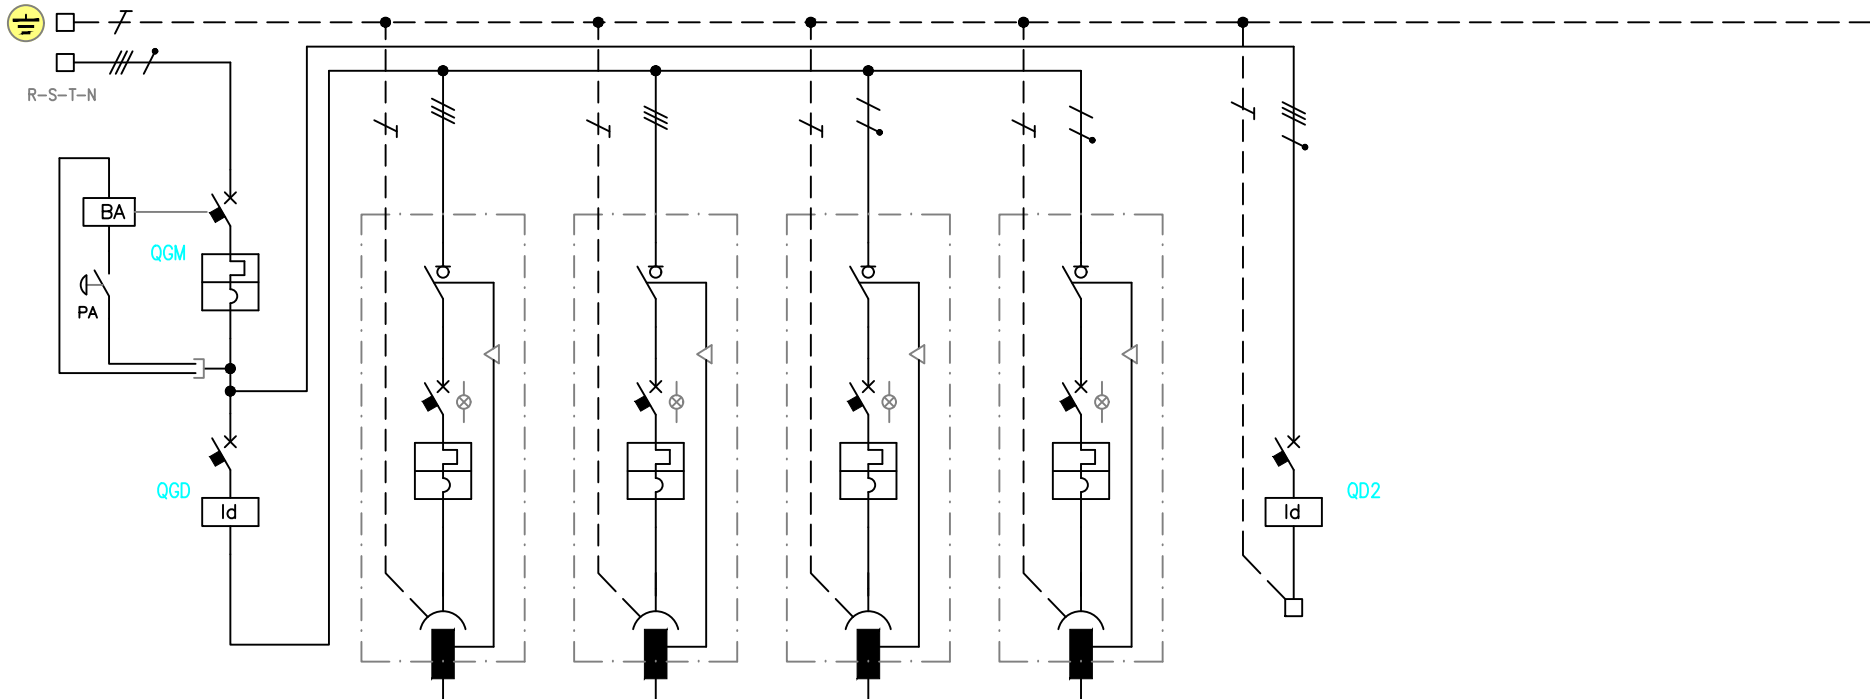 R-S-T-N
BA
QGM
PA
QGD
Id
Id
QD2